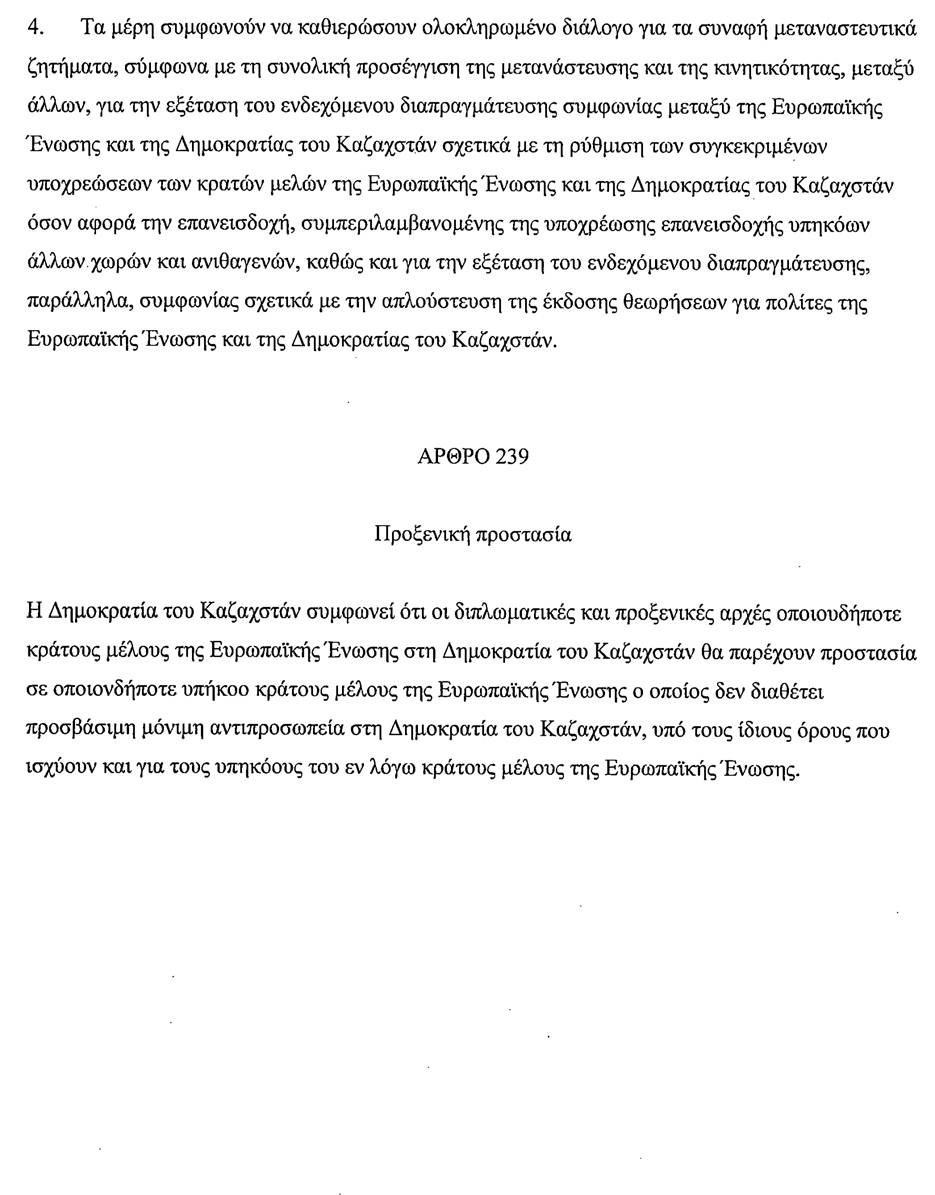 4. Τα μέρη συμφωνούν να καθιερώσουν ολοκληρωμένο διάλογο για τα συναφή μεταναστευτικά
ζητήματα, σύμφωνα με τη συνολική προσέγγιση της μετανάστευσης και της κινητικότητας, μεταξύ
άλλων, για την εξέταση του ενδεχόμενου διαπραγμάτευσης συμφωνίας μεταξύ της Ευρωπαϊκής
Ένωσης και της Δημοκρατίας του Καζαχστάν σχετικά με τη ρύθμιση των συγκεκριμένων
υποχρεώσεων των κρατών μελών της Ευρωπαϊκής Ένωσης και της Δημοκρατίας του Καζαχστάν
όσον αφορά την επανεισδοχή, συμπεριλαμβανομένης της υποχρέωσης επανεισδοχής υπηκόων
άλλων χωρών και ανιθαγενών, καθώς και για την εξέταση του ενδεχόμενου διαπραγμάτευσης,
παράλληλα, συμφωνίας σχετικά με την απλούστευση της έκδοσης θεωρήσεων για πολίτες της
Ευρωπαϊκής Ένωσης και της Δημοκρατίας του Καζαχστάν.
ΑΡΘΡΟ 239
Προξενική προστασία
Η Δημοκρατία του Καζαχστάν συμφωνεί ότι οι διπλωματικές και προξενικές αρχές οποιουδήποτε
κράτους μέλους της Ευρωπαϊκής Ένωσης στη Δημοκρατία του Καζαχστάν θα παρέχουν προστασία
σε οποιονδήποτε υπήκοο κράτους μέλους της Ευρωπαϊκής Ένωσης ο οποίος δεν διαθέτει
προσβάσιμη μόνιμη αντιπροσωπεία στη Δημοκρατία του Καζαχστάν, υπό τους ίδιους όρους που
ισχύουν και για τους υπηκόους του εν λόγω κράτους μέλους της Ευρωπαϊκής Ένωσης.